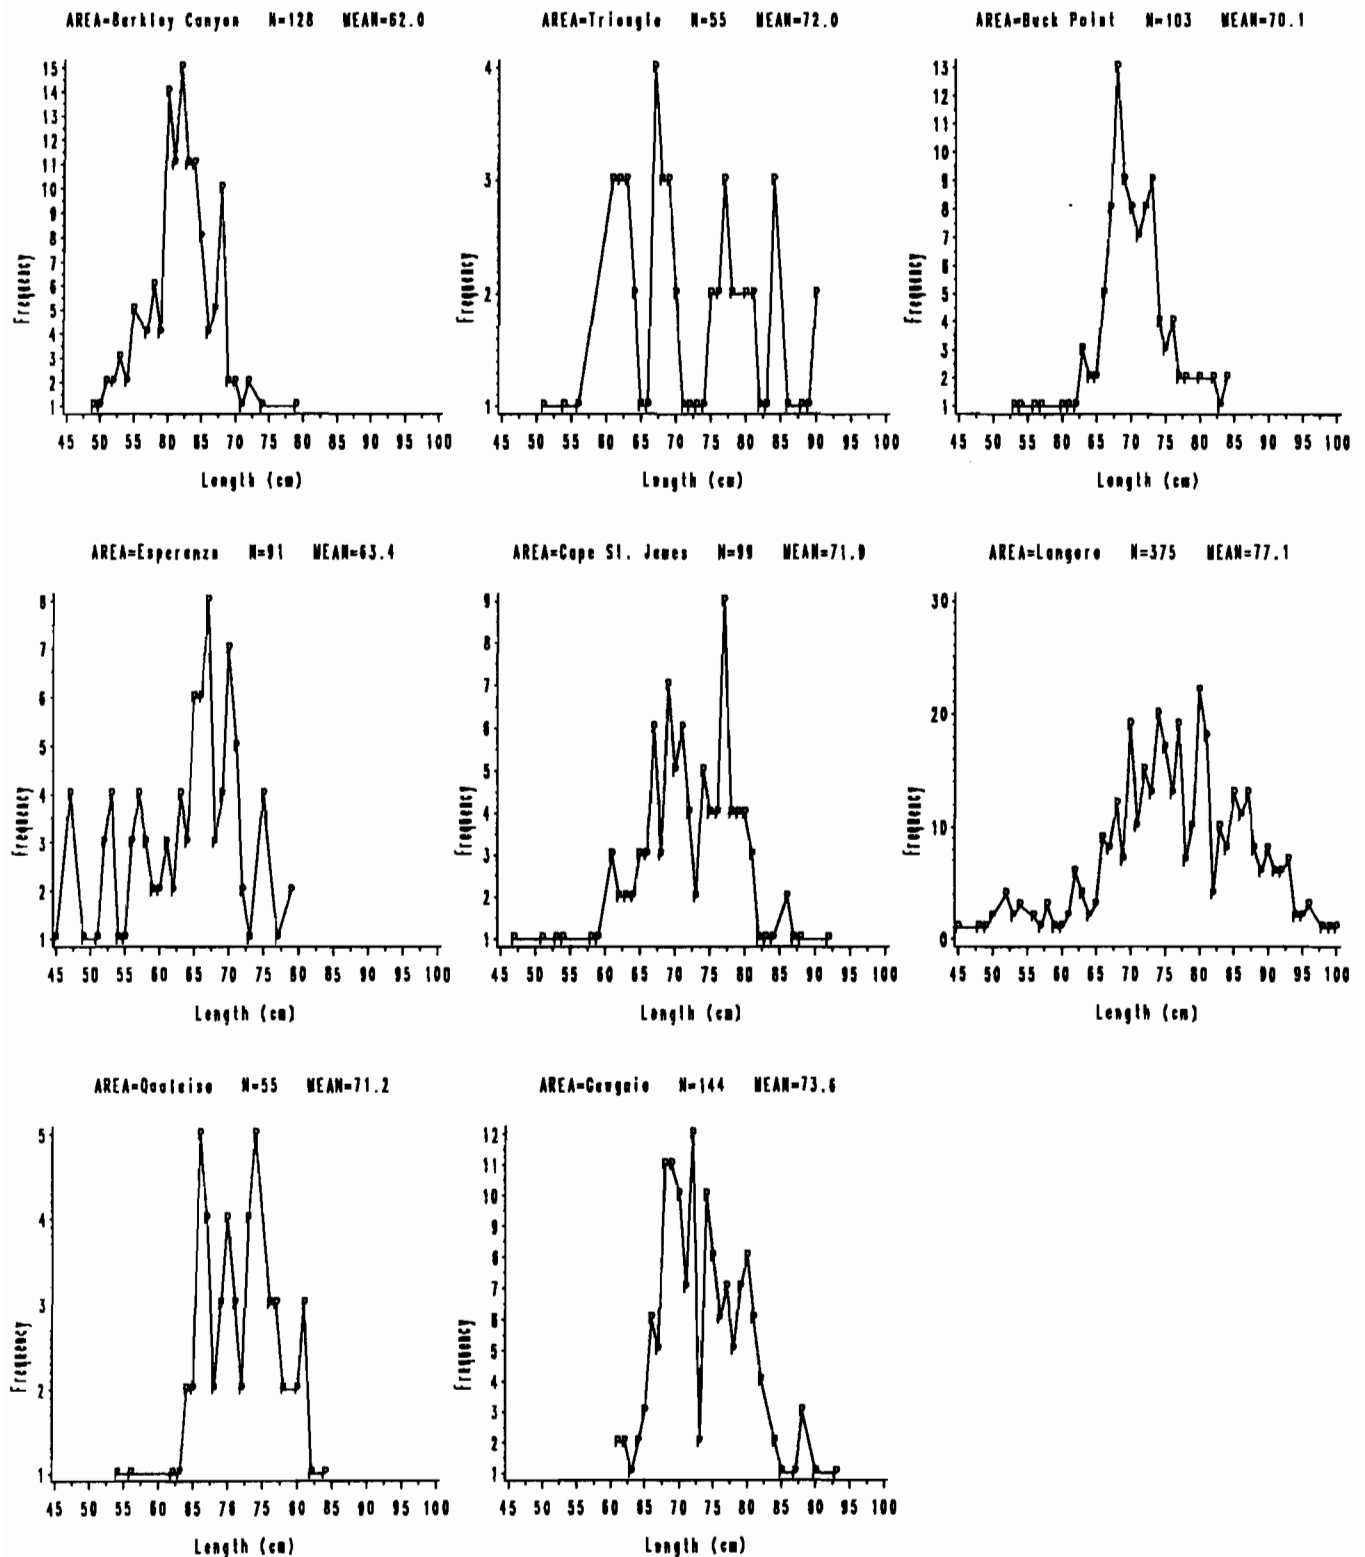 AREA=Barkley Canyon N=128 MEAN=62.0
15
14
13
12
11
10
9
8
7
6
5
4
3
2
1
Frequency
45 50 55 60 65 70 75 80 85 90 95 100
Length (cm)
AREA=Triangle N=55 MEAN=72.0
4
3
2
1
Frequency
45 50 55 60 65 70 75 80 85 90 95 100
Length (cm)
AREA=Buck Point N=103 MEAN=70.1
13
12
11
10
9
8
7
6
5
4
3
2
1
Frequency
45 50 55 60 65 70 75 80 85 90 95 100
Length (cm)
AREA=Esperanza N=91 MEAN=63.4
8
7
6
5
4
3
2
1
Frequency
45 50 55 60 65 70 75 80 85 90 95 100
Length (cm)
AREA=Cape St. James N=99 MEAN=71.9
9
8
7
6
5
4
3
2
1
Frequency
45 50 55 60 65 70 75 80 85 90 95 100
Length (cm)
AREA=Langara N=375 MEAN=77.1
30
20
10
0
Frequency
45 50 55 60 65 70 75 80 85 90 95 100
Length (cm)
N=55 MEAN=71.2
5
4
3
2
1
Frequency
45 50 55 60 65 70 75 80 85 90 95 100
Length (cm)
N=144 MEAN=73.6
12
11
10
9
8
7
6
5
4
3
2
1
Frequency
45 50 55 60 65 70 75 80 85 90 95 100
Length (cm)